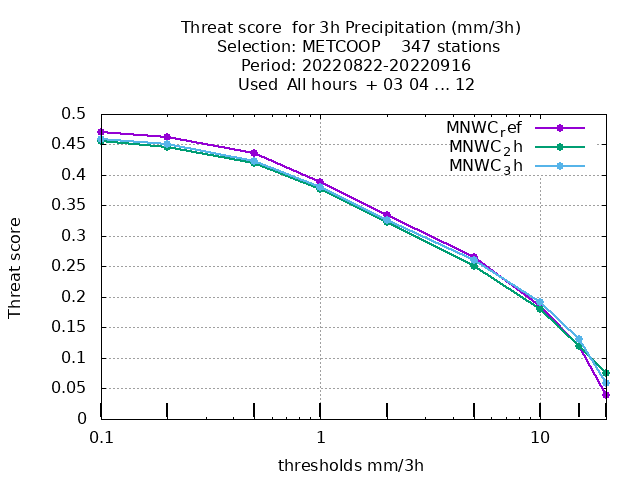 Threat score  for 3h Precipitation (mm/3h)
Selection: METCOOP    347 stations
Period: 20220822-20220916
Used  All hours  + 03 04 ... 12
MNWC_ref
MNWC_2h
MNWC_3h
0.5
0.45
0.4
0.35
0.3
0.25
0.2
0.15
0.1
0.05
0
Threat score
0.1 1 10
thresholds mm/3h